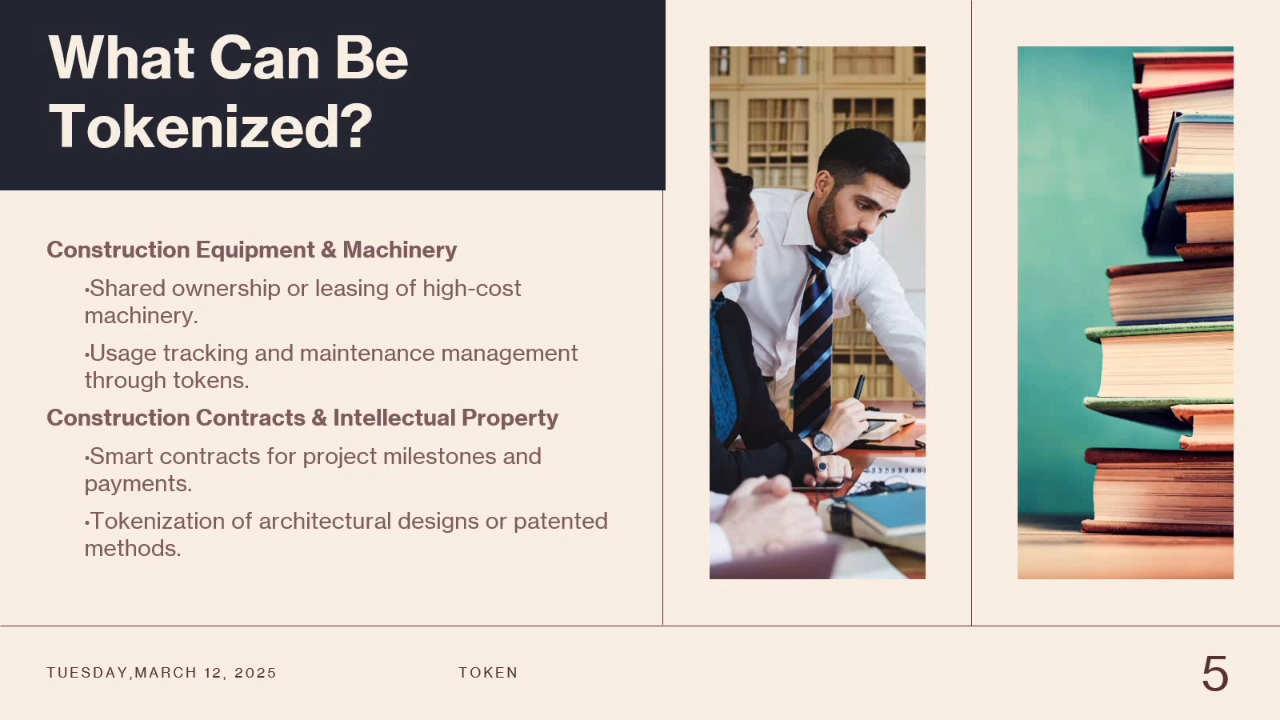 What Can Be
Tokenized?
Construction Equipment & Machinery
•Shared ownership or leasing of high-cost
machinery.
•Usage tracking and maintenance management
through tokens.
Construction Contracts & Intellectual Property
•Smart contracts for project milestones and
payments.
•Tokenization of architectural designs or patented
methods.
TUESDAY,MARCH 12, 2025
TOKEN
5